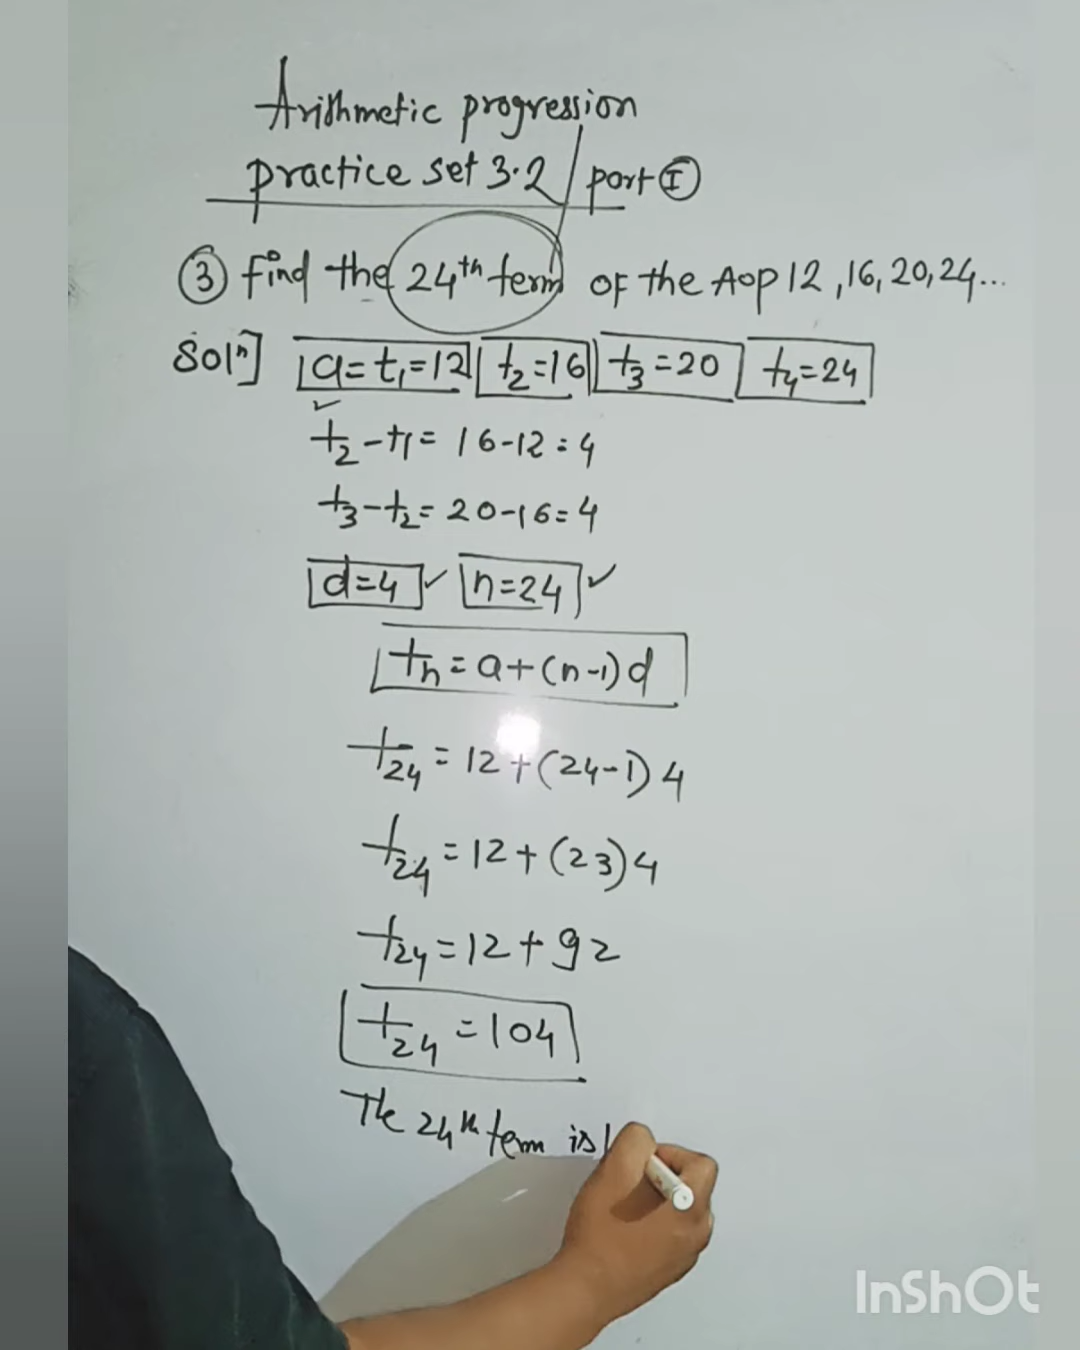 Arithmetic progression
practice set 3.2 / part I
3 find the 24th term of the Aop 12, 16, 20, 24...
Soln] a = t1 = 12 t2 = 16 t3 = 20 t4 = 24
t2 - t1 = 16 - 12 = 4
t3 - t2 = 20 - 16 = 4
d = 4 ✓ n = 24 ✓
tn = a + (n-1) d
t24 = 12 + (24-1) 4
t24 = 12 + (23) 4
t24 = 12 + 92
t24 = 104
The 24th term is
InShOt